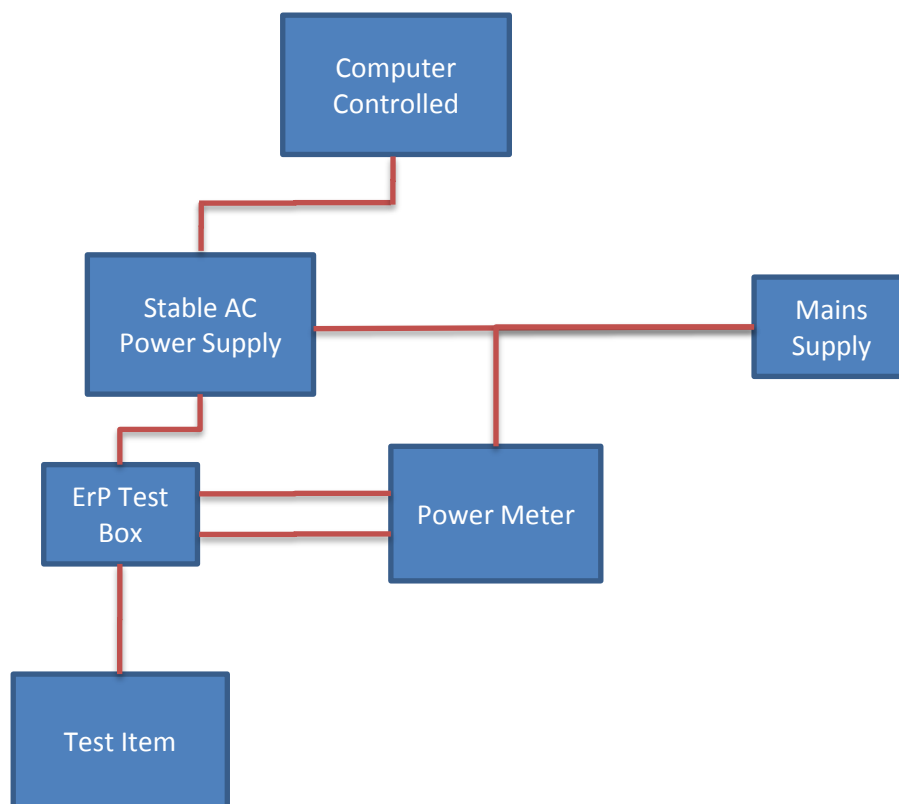 Computer
Controlled
Stable AC
Power Supply
Mains
Supply
ErP Test
Box
Power Meter
Test Item